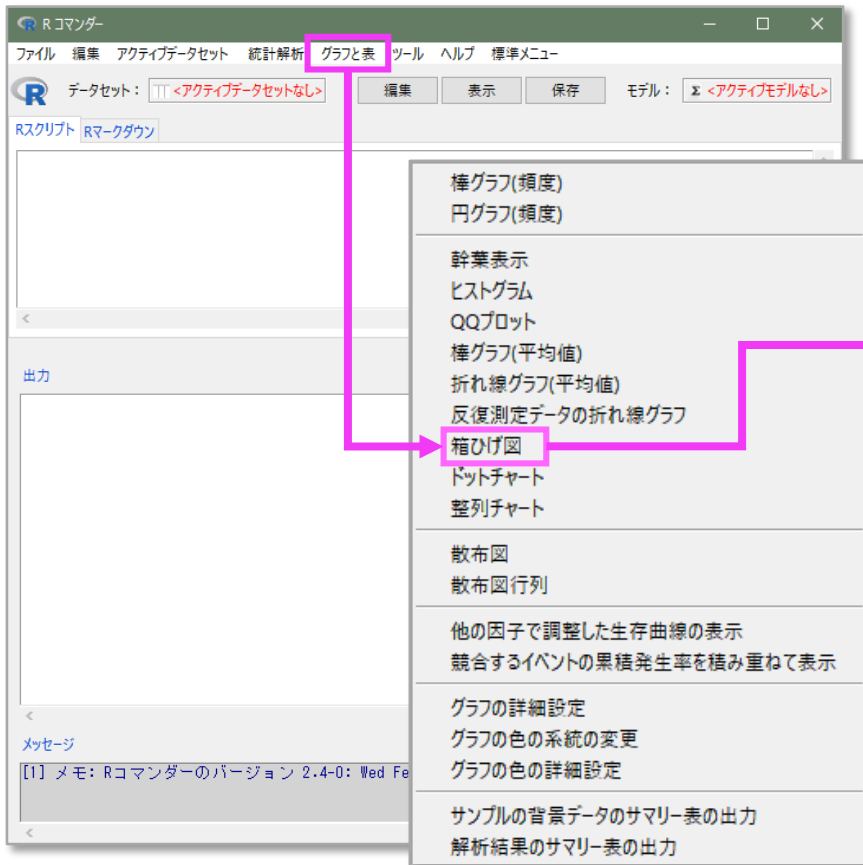 R コマンダー
ファイル 編集 アクティブデータセット 統計解析 グラフと表 ツール ヘルプ 標準メニュー
R データセット： <アクティブデータセットなし> 編集 表示 保存 モデル： Σ <アクティブモデルなし>
Rスクリプト Rマークダウン
棒グラフ(頻度)
円グラフ(頻度)
幹葉表示
ヒストグラム
QQプロット
棒グラフ(平均値)
折れ線グラフ(平均値)
反復測定データの折れ線グラフ
箱ひげ図
ドットチャート
整列チャート
散布図
散布図行列
他の因子で調整した生存曲線の表示
競合するイベントの累積発生率を積み重ねて表示
グラフの詳細設定
グラフの色の系統の変更
グラフの色の詳細設定
サンプルの背景データのサマリー表の出力
解析結果のサマリー表の出力
出力
メッセージ
[1] メモ: Rコマンダーのバージョン 2.4-0: Wed Fe